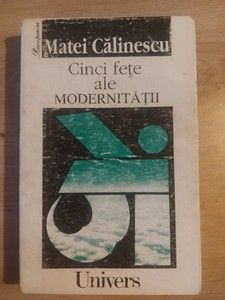 Matei Călinescu
Cinci fețe
ale
MODERNITĂȚII
Univers